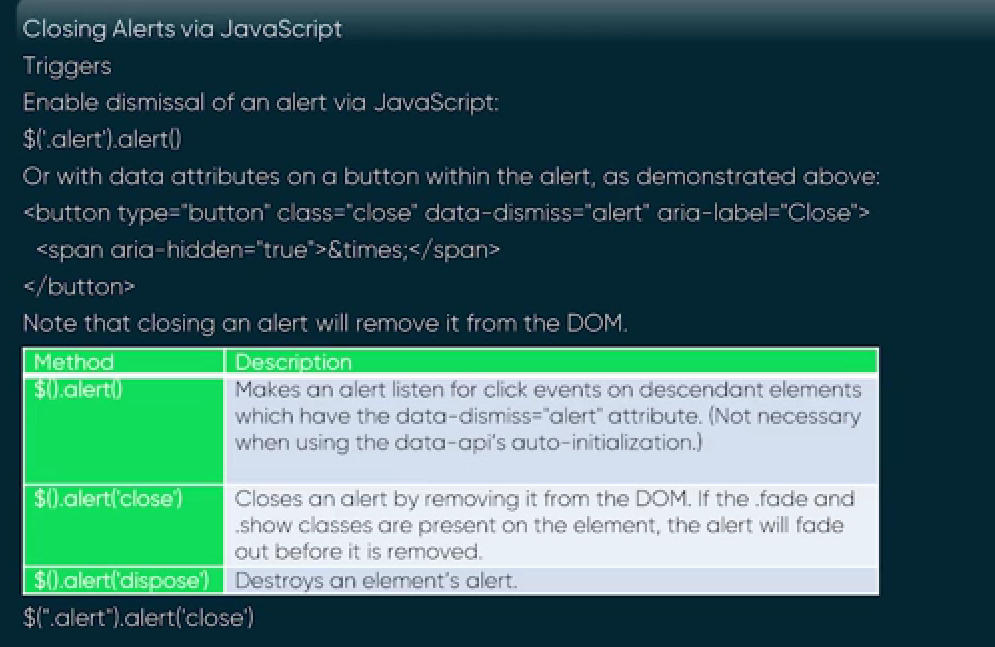 Closing Alerts via JavaScript
Triggers
Enable dismissal of an alert via JavaScript:
$('.alert').alert()
Or with data attributes on a button within the alert, as demonstrated above:
<button type="button" class="close" data-dismiss="alert" aria-label="Close">
<span aria-hidden="true">&times;</span>
</button>
Note that closing an alert will remove it from the DOM.
Method Description
$().alert() Makes an alert listen for click events on descendant elements
which have the data-dismiss="alert" attribute. (Not necessary
when using the data-api's auto-initialization.)
$().alert('close') Closes an alert by removing it from the DOM. If the .fade and
.show classes are present on the element, the alert will fade
out before it is removed.
$().alert('dispose') Destroys an element's alert.
$(".alert").alert('close')